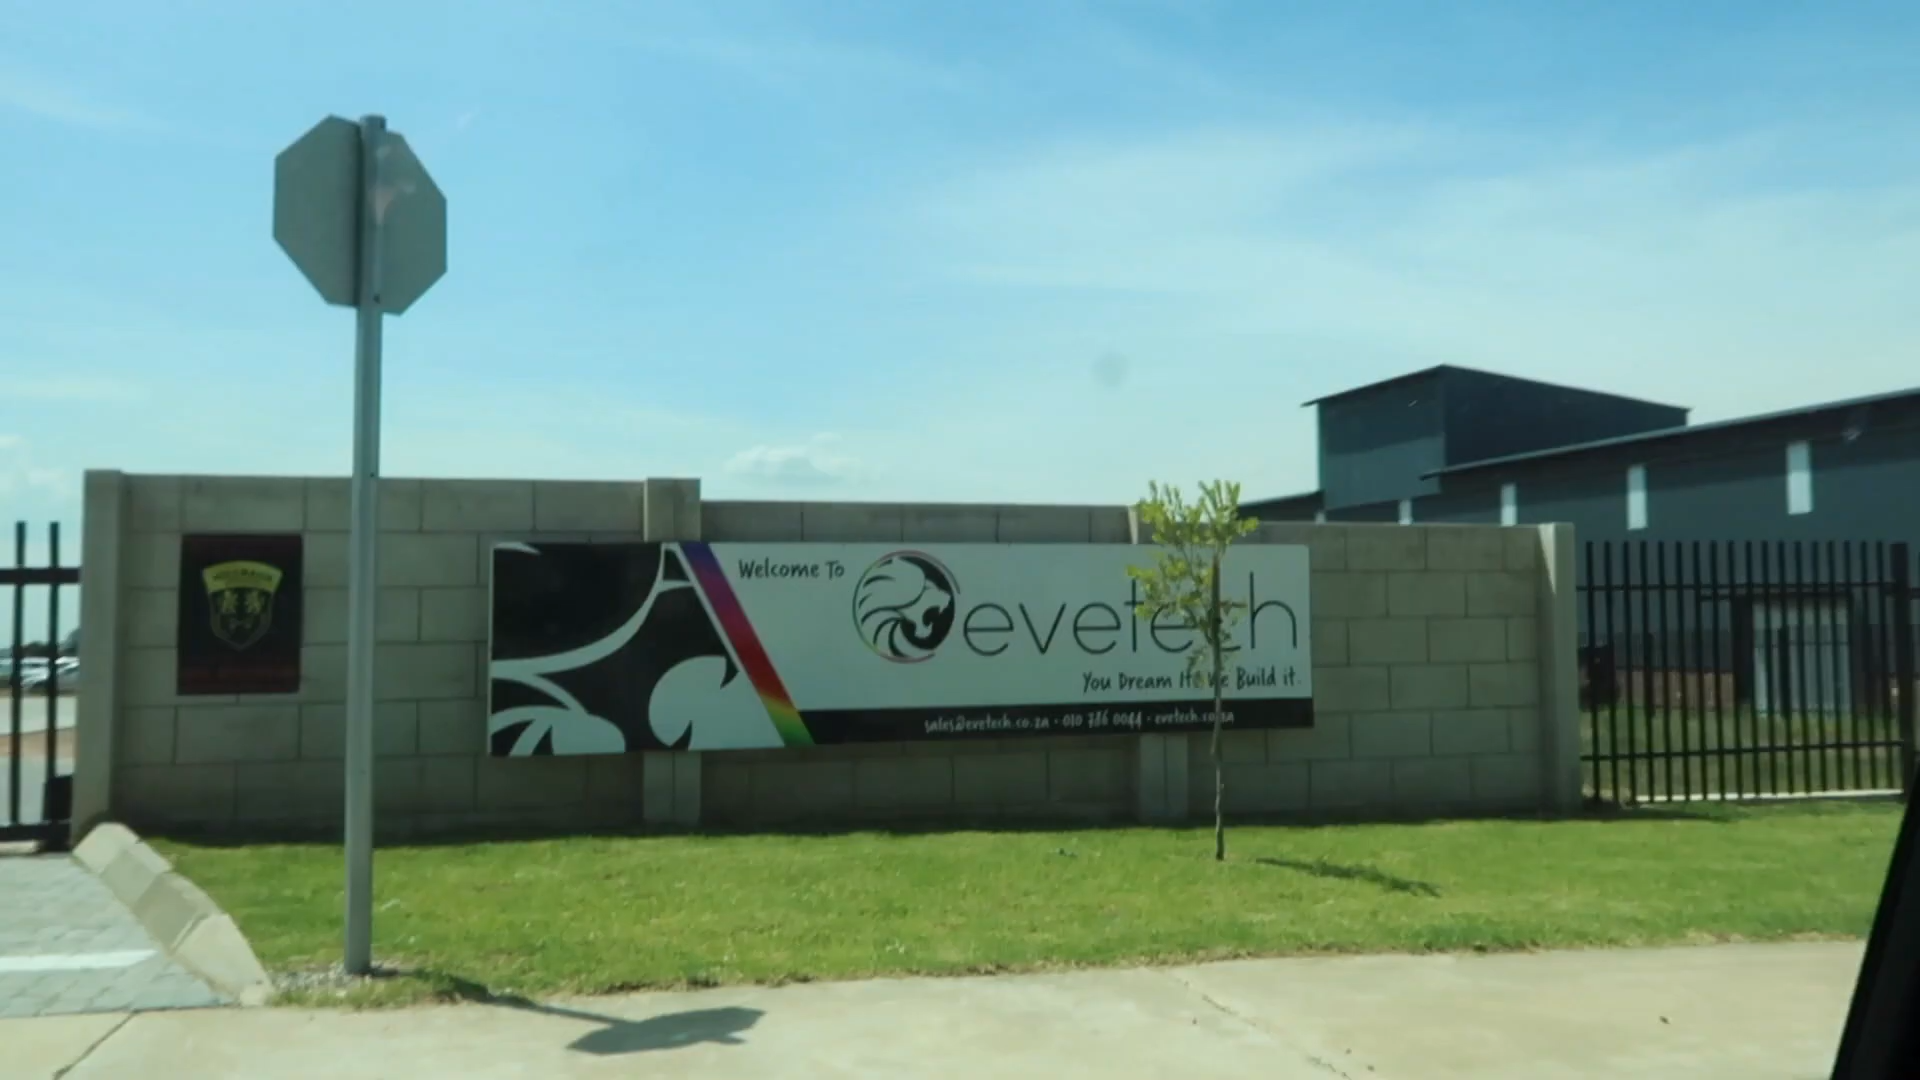 Welcome To
evetech
You Dream It. We Build it.
sales@evetech.co.za • 010 786 0044 • evetech.co.za